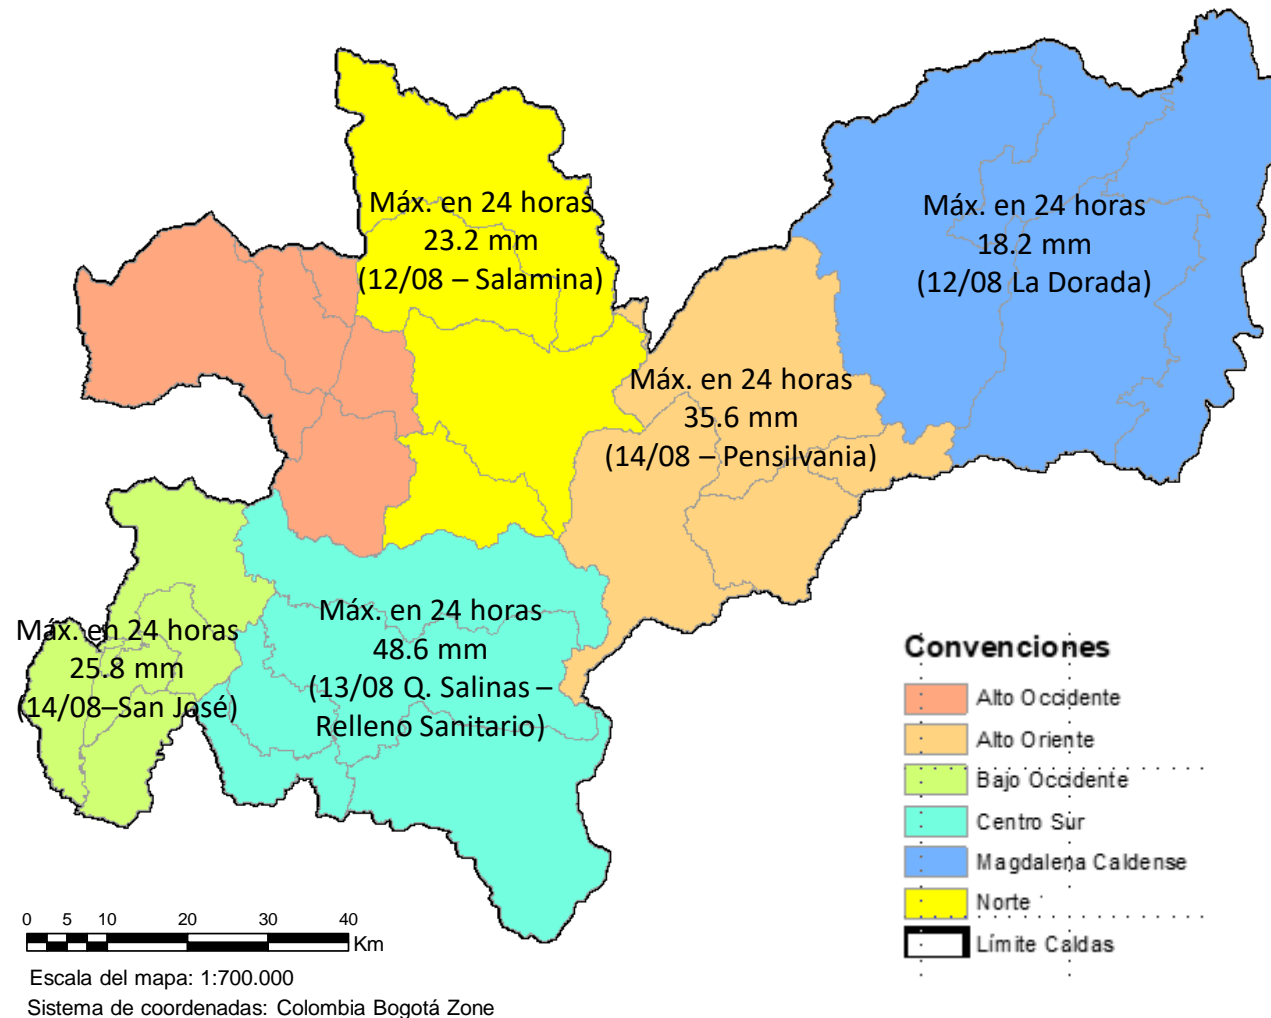 Máx. en 24 horas
23.2 mm
(12/08 – Salamina)
Máx. en 24 horas
18.2 mm
(12/08 La Dorada)
Máx. en 24 horas
35.6 mm
(14/08 – Pensilvania)
Máx. en 24 horas
25.8 mm
(14/08–San José)
Máx. en 24 horas
48.6 mm
(13/08 Q. Salinas –
Relleno Sanitario)
Convenciones
Alto Occidente
Alto Oriente
Bajo Occidente
Centro Sur
Magdalena Caldense
Norte
Límite Caldas
0 5 10 20 30 40
Km
Escala del mapa: 1:700.000
Sistema de coordenadas: Colombia Bogotá Zone